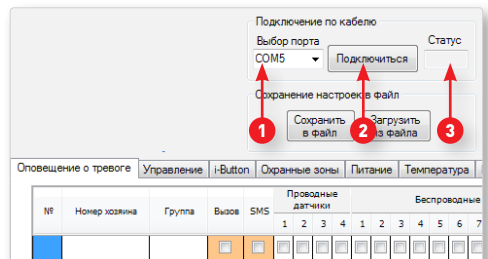 Подключение по кабелю
Выбор порта
Статус
COM5
Подключиться
Сохранение настроек в файл
1
2
3
Сохранить в файл
Загрузить из файла
Оповещение о тревоге
Управление
i-Button
Охранные зоны
Питание
Температура
№
Номер хозяина
Группа
Вызов
SMS
Проводные датчики
Беспроводные
1 2 3 4 1 2 3 4 5 6 7